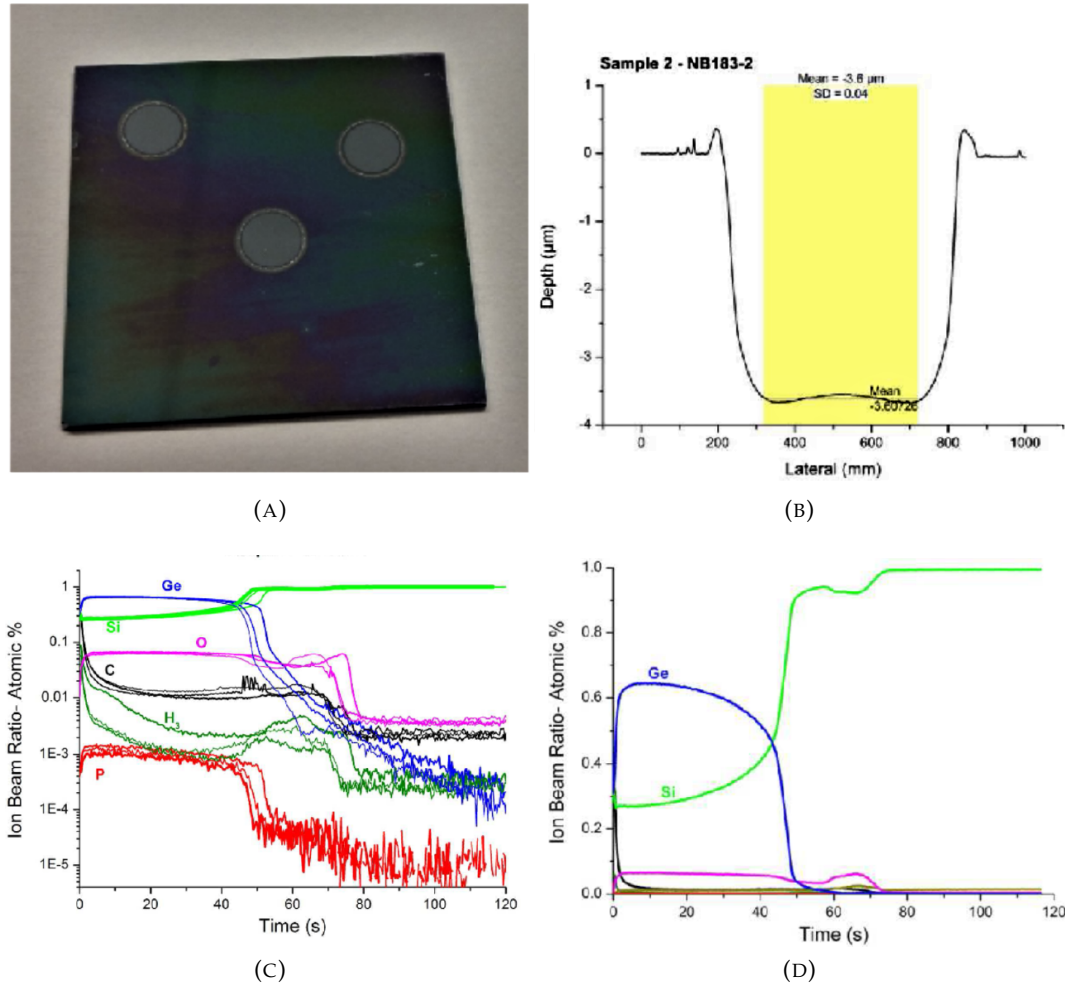 Sample 2 - NB183-2
Mean = -3.6 µm
SD = 0.04
1
0
-1
-2
-3
-4
Depth (µm)
Mean
-3.60726
0 200 400 600 800 1000
Lateral (mm)
(A)
(B)
Ion Beam Ratio- Atomic %
1
0.1
0.01
1E-3
1E-4
1E-5
Ge
Si
O
C
H3
P
0 20 40 60 80 100 120
Time (s)
Ion Beam Ratio- Atomic %
1.0
0.8
0.6
0.4
0.2
0.0
Ge
Si
0 20 40 60 80 100 120
Time (s)
(C)
(D)